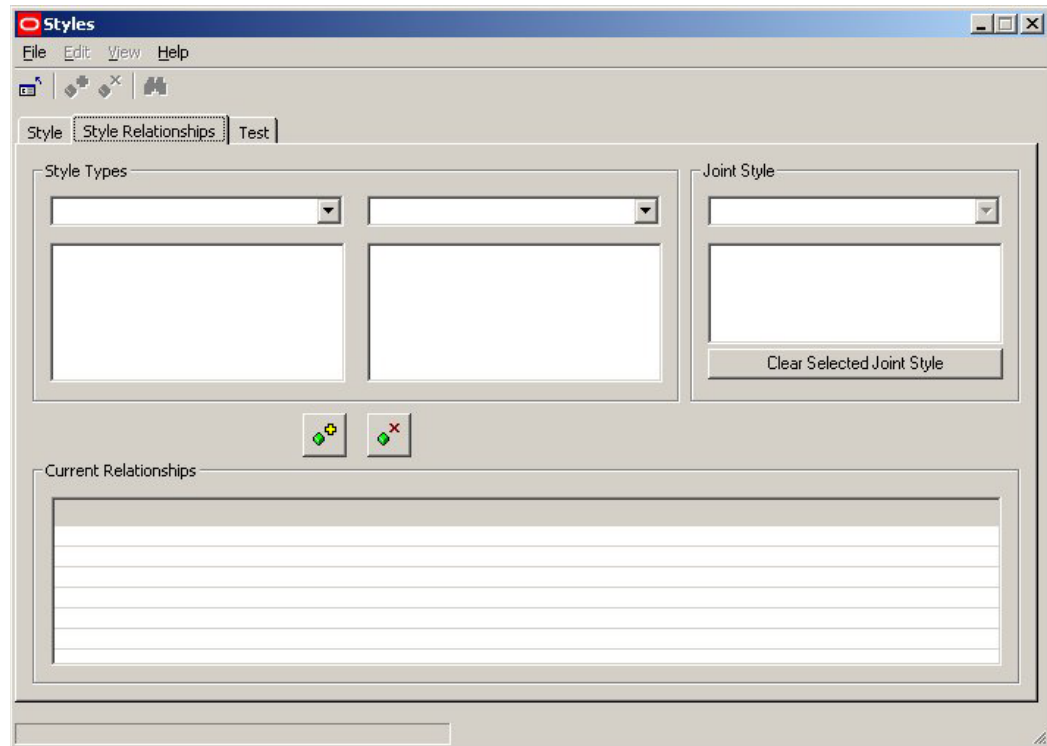 Styles
File Edit View Help
Style Style Relationships Test
Style Types
Joint Style
Clear Selected Joint Style
Current Relationships